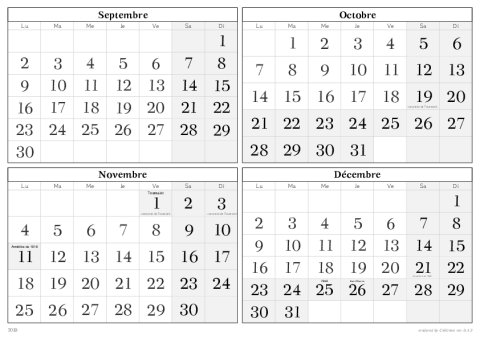 Septembre
Lu Ma Me Je Ve Sa Di
1
2 3 4 5 6 7 8
9 10 11 12 13 14 15
16 17 18 19 20 21 22
23 24 25 26 27 28 29
30
Octobre
Lu Ma Me Je Ve Sa Di
1 2 3 4 5 6
7 8 9 10 11 12 13
14 15 16 17 18 19 20
21 22 23 24 25 26 27
28 29 30 31
Novembre
Lu Ma Me Je Ve Sa Di
Toussaint
1 2 3
4 5 6 7 8 9 10
Armistice de 1918
11 12 13 14 15 16 17
18 19 20 21 22 23 24
25 26 27 28 29 30
Décembre
Lu Ma Me Je Ve Sa Di
1
2 3 4 5 6 7 8
9 10 11 12 13 14 15
16 17 18 19 20 21 22
23 24 25 26 27 28 29
30 31